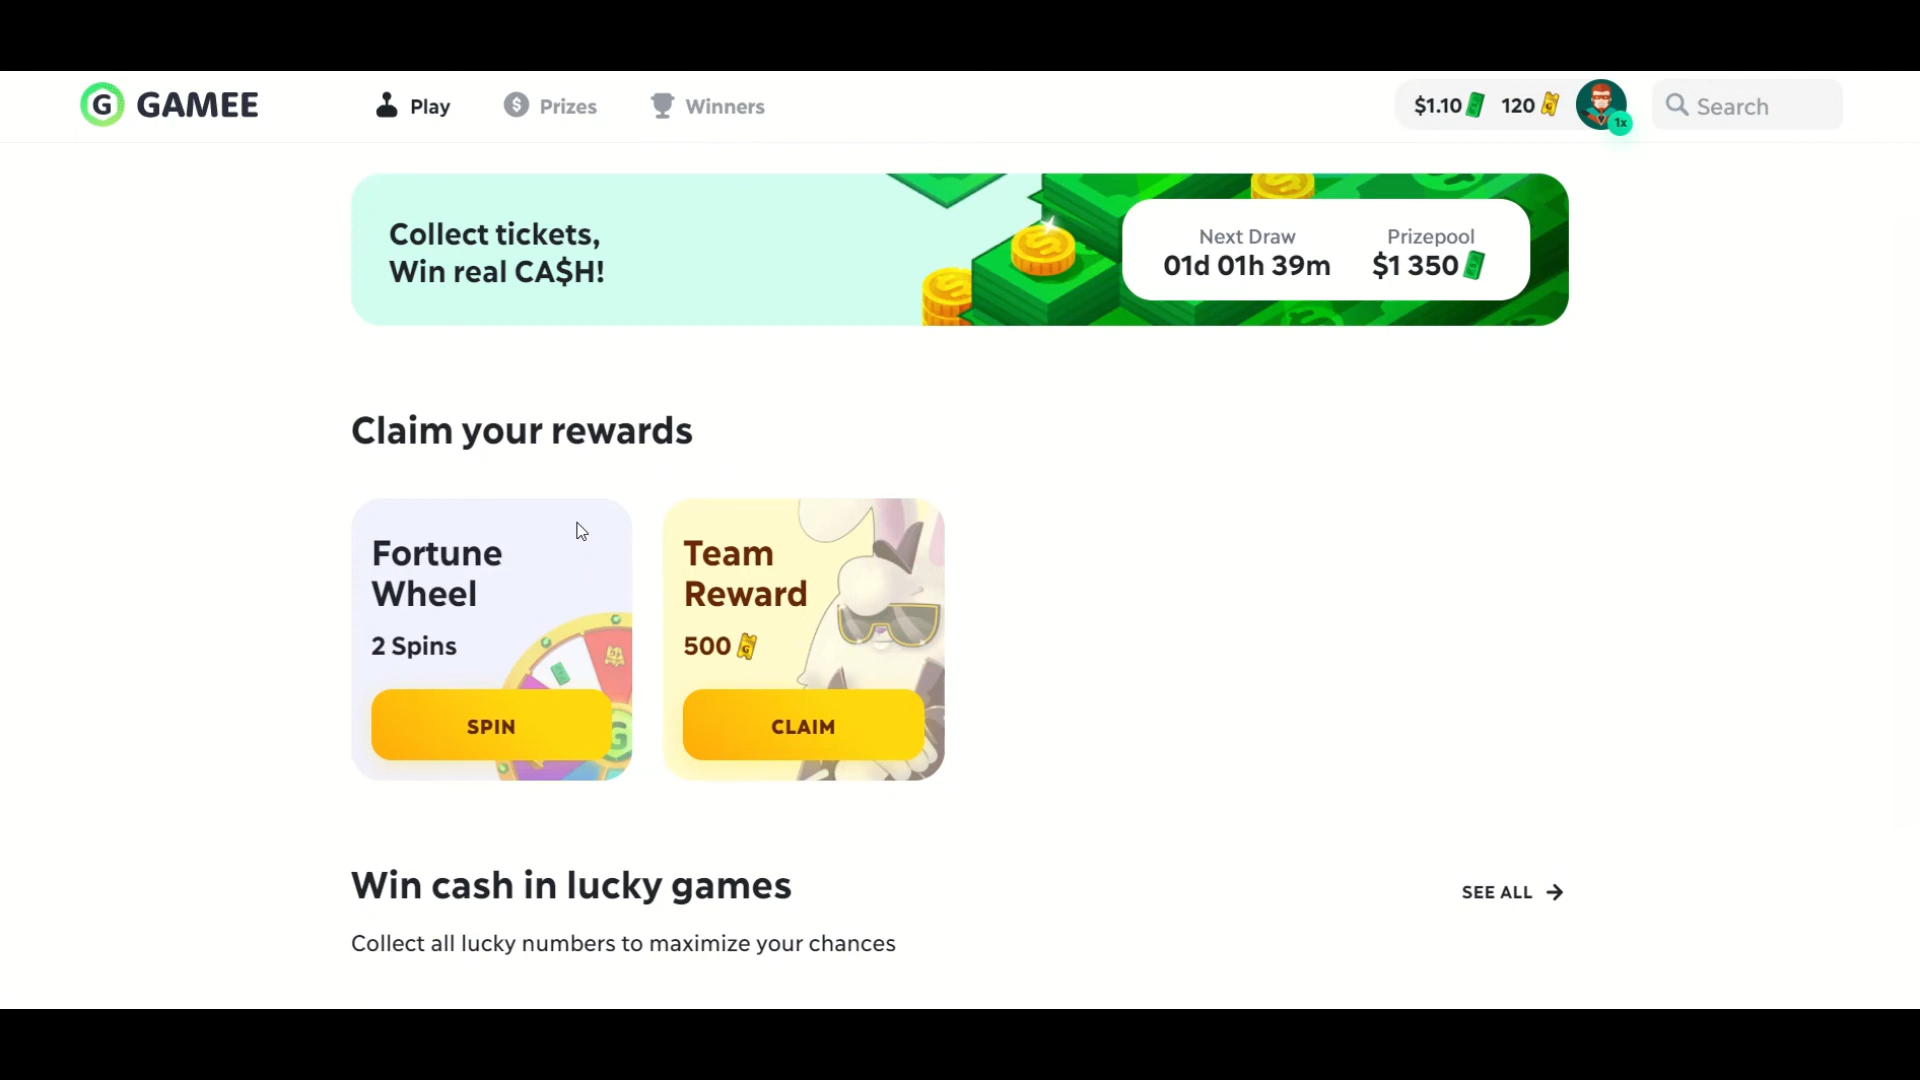 GAMEE
Play
Prizes
Winners
$1.10
120
1x
Search
Collect tickets,
Win real CA$H!
Next Draw
Prizepool
01d 01h 39m
$1 350
Claim your rewards
Fortune
Wheel
2 Spins
SPIN
Team
Reward
500
CLAIM
Win cash in lucky games
SEE ALL
Collect all lucky numbers to maximize your chances